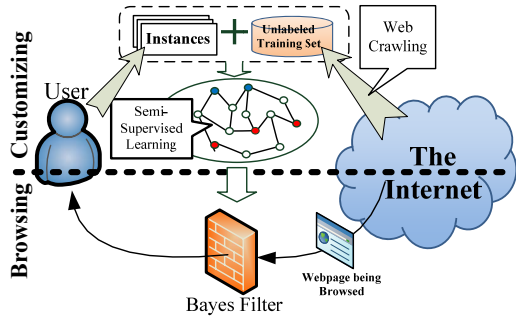 Instances
Unlabeled
Training Set
Web
Crawling
User
Customizing
Semi-
Supervised
Learning
The
Internet
Browsing
Webpage being
Browsed
Bayes Filter